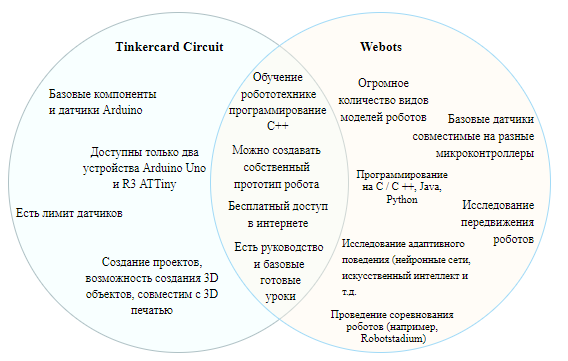 Tinkercard Circuit
Базовые компоненты
и датчики Arduino
Доступны только два
устройства Arduino Uno
и R3 ATTiny
Есть лимит датчиков
Создание проектов,
возможность создания 3D
объектов, совместим с 3D
печатью
Обучение
робототехнике
программирование
C++
Можно создавать
собственный
прототип робота
Бесплатный доступ
в интернете
Есть руководство
и базовые
готовые
уроки
Webots
Огромное
количество видов
моделей роботов
Базовые датчики
совместимые на разные
микроконтроллеры
Программирование
на C / C ++, Java,
Python
Исследование
передвижения
роботов
Исследование адаптивного
поведения (нейронные сети,
искусственный интеллект и
т.д.
Проведение соревнования
роботов (например,
Robotstadium)